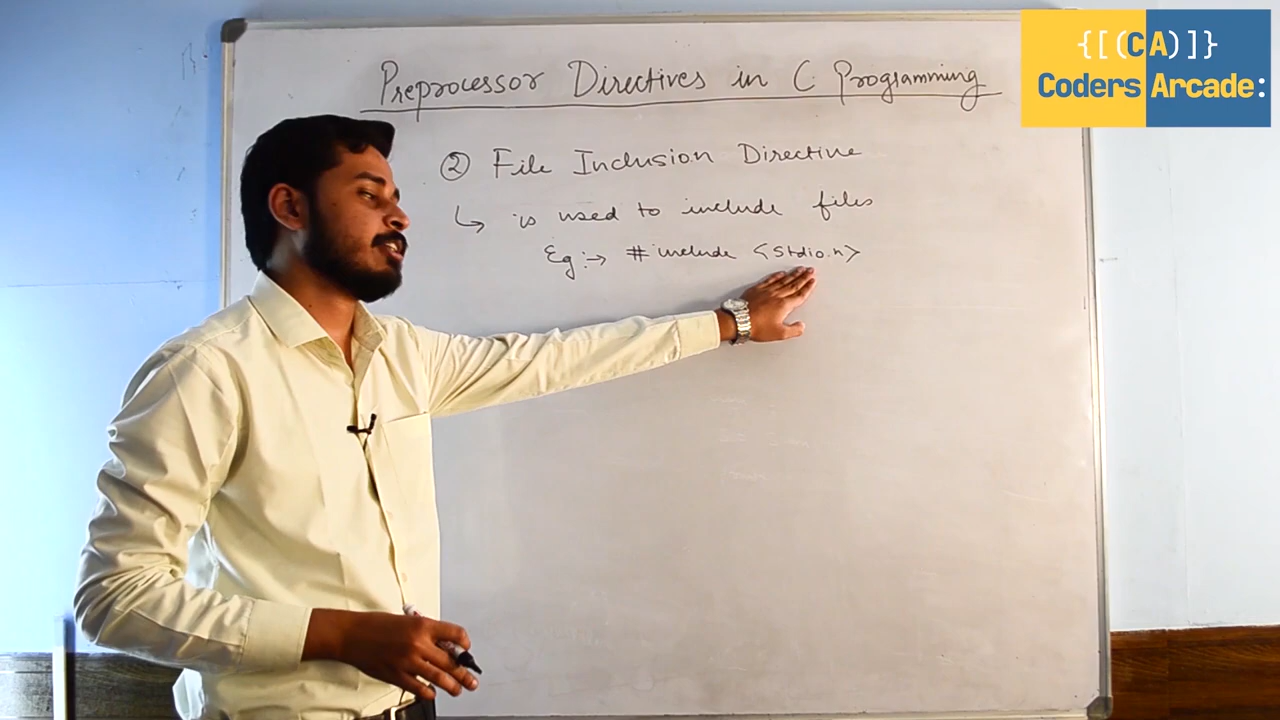 Preprocessor Directives in C Programming
{[(CA)]}
Coders Arcade:
② File Inclusion Directive
↳ is used to include files
Eg:→ #include <stdio.h>